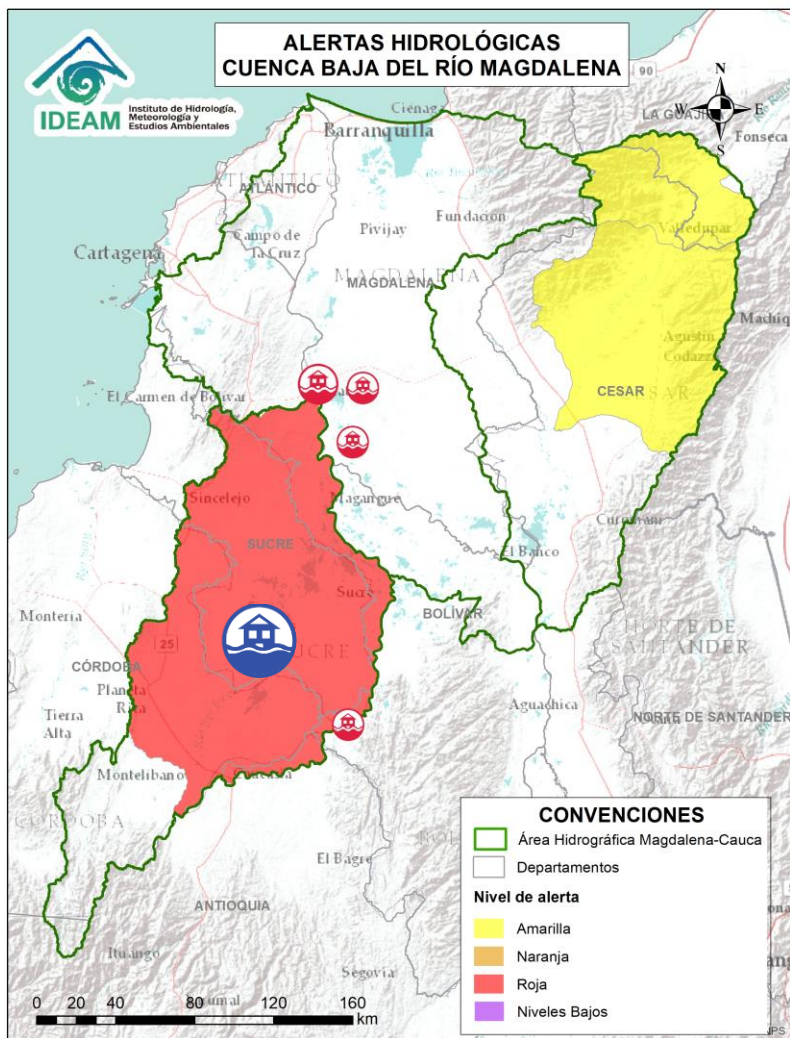 ALERTAS HIDROLÓGICAS
CUENCA BAJA DEL RÍO MAGDALENA
IDEAM
Instituto de Hidrología,
Meteorología y
Estudios Ambientales
N
W
E
S
90
LA GUAJIRA
Fonseca
Ciénaga
Barranquilla
ATLÁNTICO
Fundación
Pivijay
Campo de
la Cruz
Valledupar
Cartagena
MAGDALENA
MAGDALENA
Agustín
Codazzi
CESAR
El Carmen de Bolívar
Sincelejo
Magangue
Curumaní
SUCRE
El Banco
Sucre
BOLÍVAR
SUCRE
NORTE DE
SANTANDER
Montería
25
CÓRDOBA
Planeta
Rica
Aguachica
NORTE DE SANTANDER
Tierra
Alta
Montelibano
CÓRDOBA
El Bagre
ANTIOQUIA
Ituango
Segovia
CONVENCIONES
Área Hidrográfica Magdalena-Cauca
Departamentos
Nivel de alerta
Amarilla
Naranja
Roja
Niveles Bajos
0 20 40 80 120 160
km